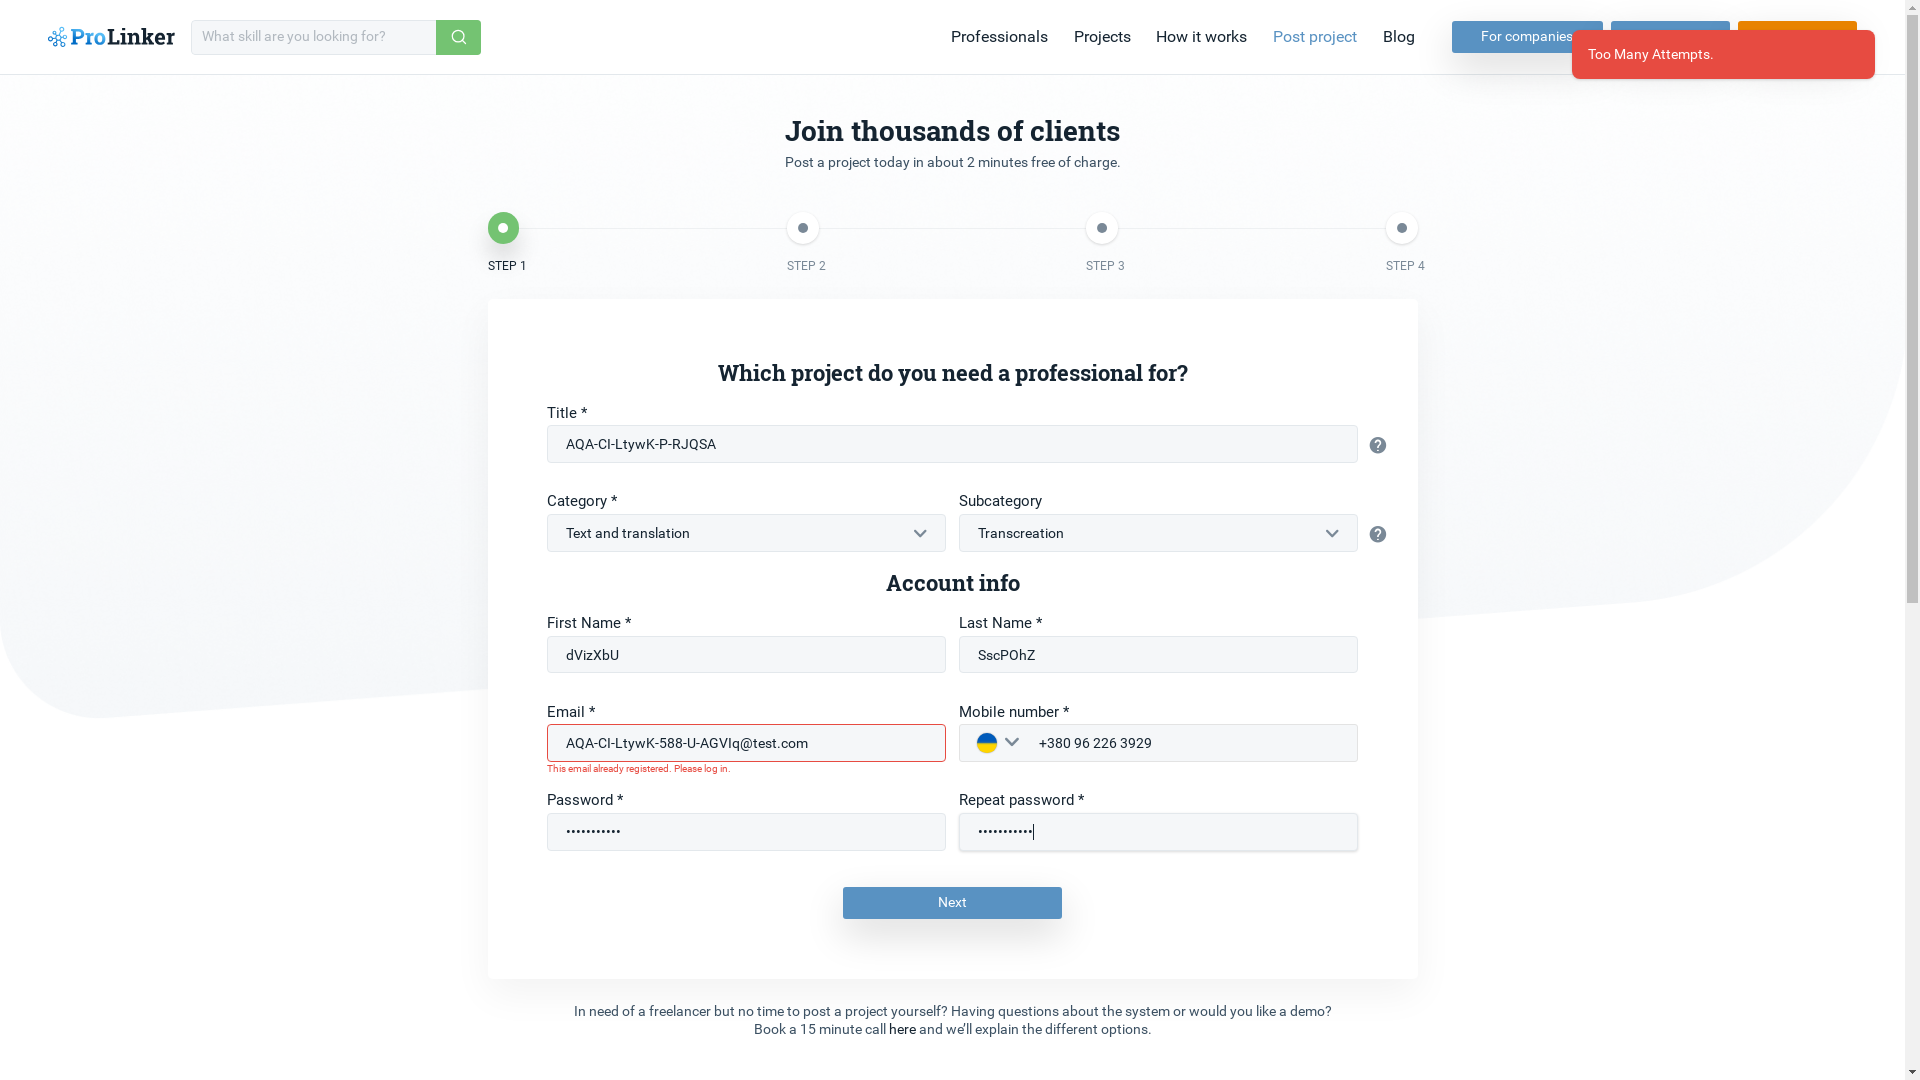 ProLinker
What skill are you looking for?
Professionals
Projects
How it works
Post project
Blog
For companies
Too Many Attempts.
Join thousands of clients
Post a project today in about 2 minutes free of charge.
STEP 1
STEP 2
STEP 3
STEP 4
Which project do you need a professional for?
Title *
AQA-CI-LtywK-P-RJQSA
Category *
Subcategory
Text and translation
Transcreation
Account info
First Name *
Last Name *
dVizXbU
SscPOhZ
Email *
Mobile number *
AQA-CI-LtywK-588-U-AGVIq@test.com
+380 96 226 3929
This email already registered. Please log in.
Password *
Repeat password *
•••••••••••
•••••••••••
Next
In need of a freelancer but no time to post a project yourself? Having questions about the system or would you like a demo?
Book a 15 minute call here and we’ll explain the different options.